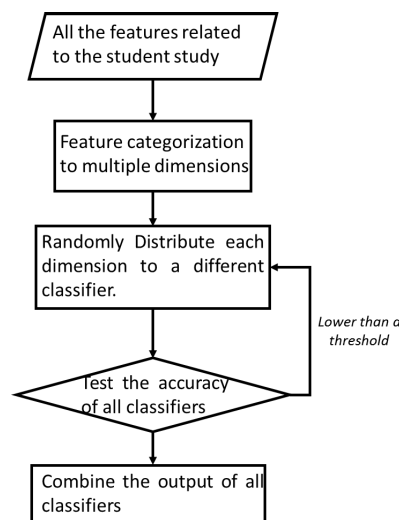 All the features related
to the student study
Feature categorization
to multiple dimensions
Randomly Distribute each
dimension to a different
classifier.
Lower than a
threshold
Test the accuracy
of all classifiers
Combine the output of all
classifiers